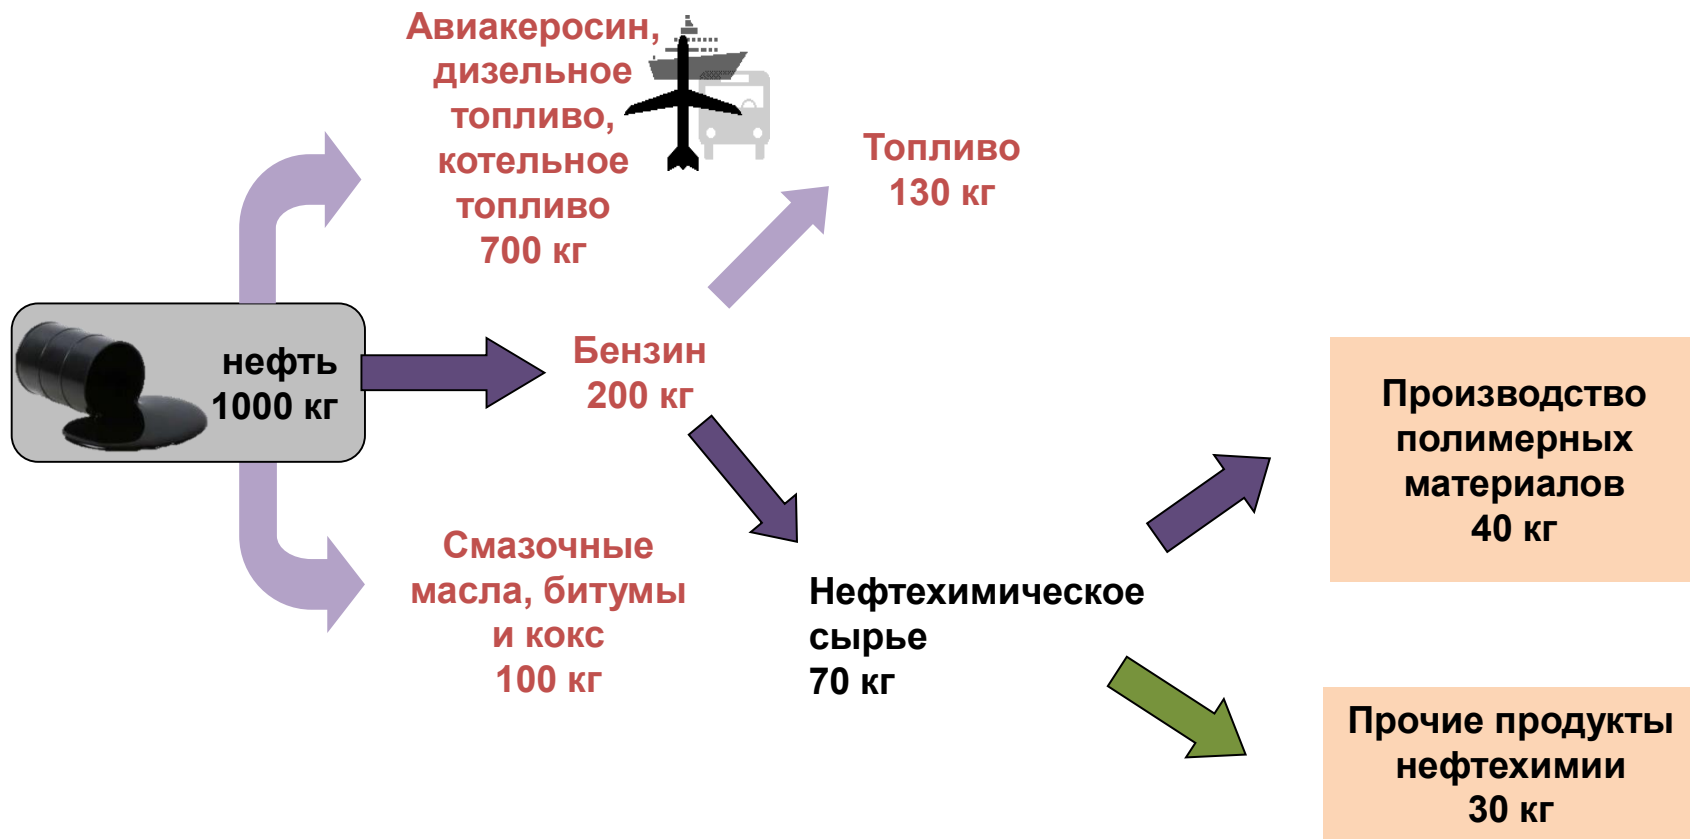 Авиакеросин,
дизельное
топливо,
котельное
топливо
700 кг
Топливо
130 кг
нефть
1000 кг
Бензин
200 кг
Производство
полимерных
материалов
40 кг
Смазочные
масла, битумы
и кокс
100 кг
Нефтехимическое
сырье
70 кг
Прочие продукты
нефтехимии
30 кг